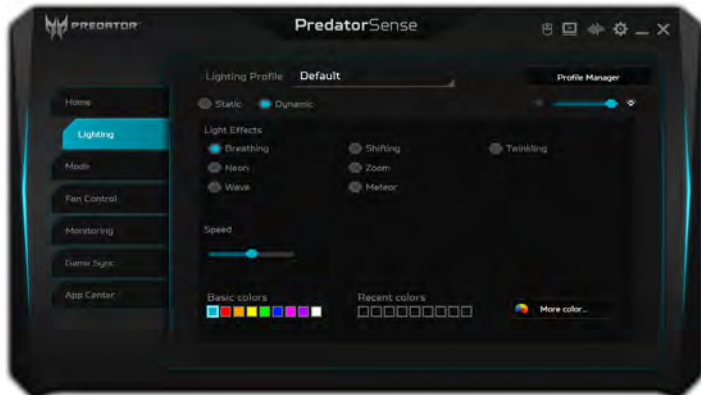 PREDATOR
PredatorSense
Lighting Profile Default
Profile Manager
Static Dynamic
Home
Lighting
Mode
Fan Control
Monitoring
Game Sync
App Center
Light Effects
Breathing Shifting Twinkling
Neon Zoom
Wave Meteor
Speed
Basic colors Recent colors
More color...